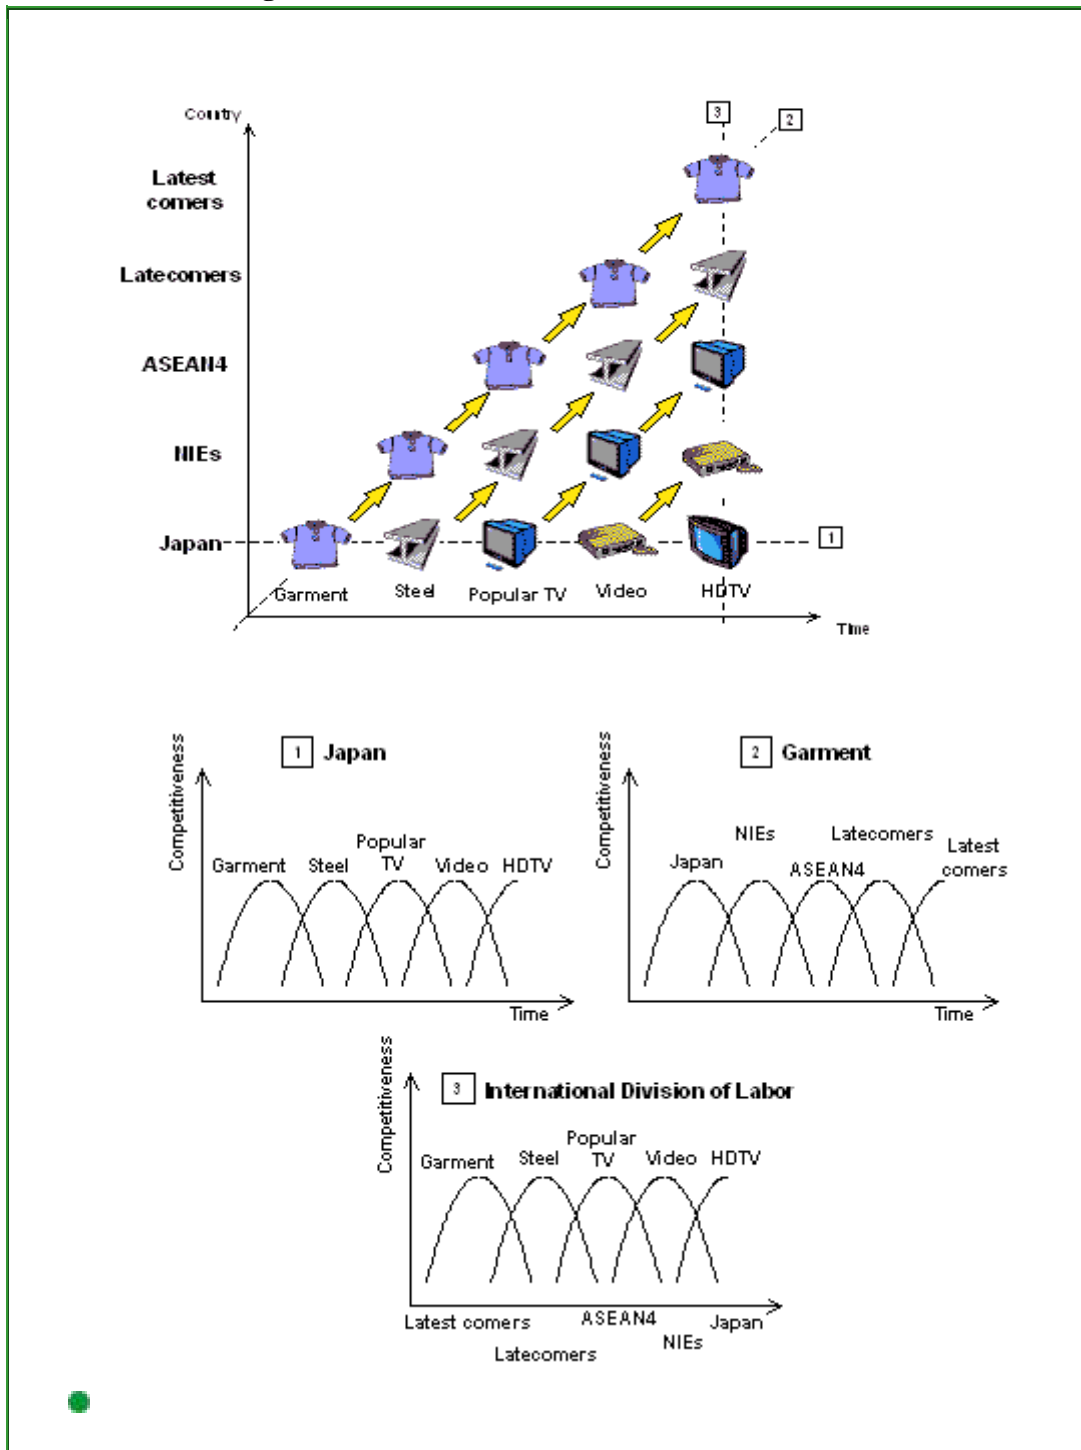 Country
3
2
Latest
comers
Latecomers
ASEAN4
NIEs
Japan
1
Garment
Steel
Popular TV
Video
HDTV
Time
1 Japan
Competitiveness
Garment
Steel
Popular
TV
Video
HDTV
Time
2 Garment
Competitiveness
Japan
NIEs
ASEAN4
Latecomers
Latest
comers
Time
3 International Division of Labor
Competitiveness
Garment
Steel
Popular
TV
Video
HDTV
Latest comers
Latecomers
ASEAN4
NIEs
Japan